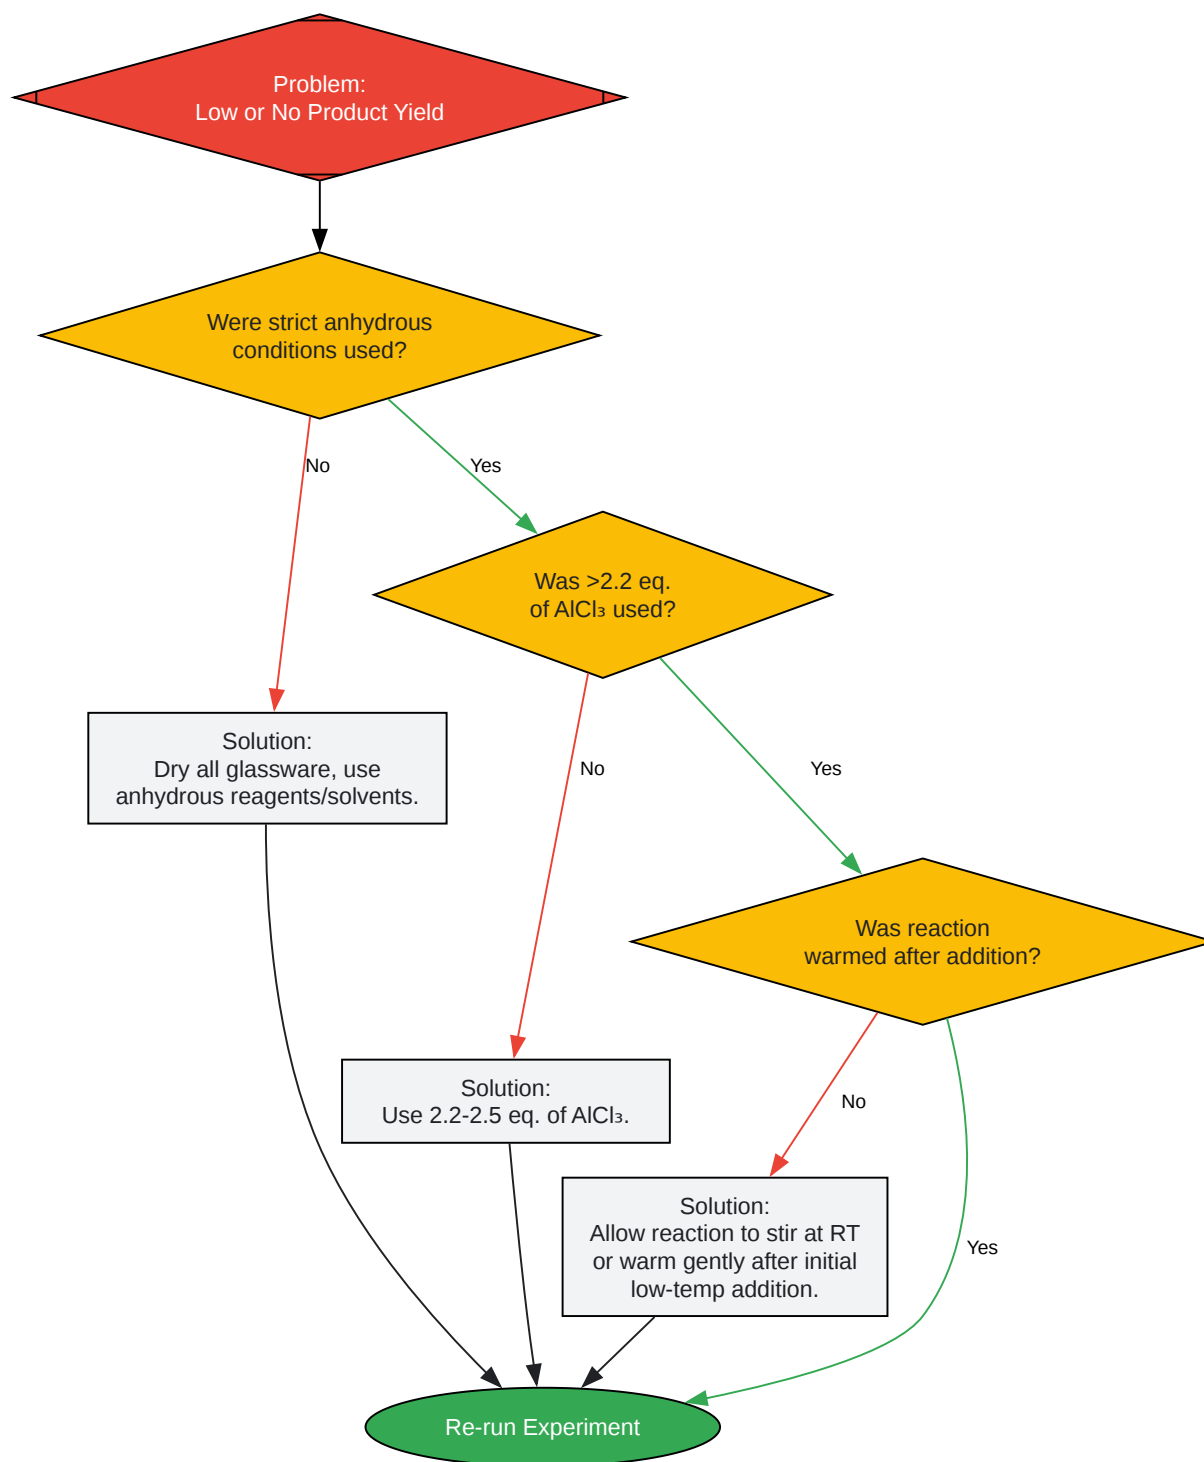 Problem:
Low or No Product Yield
Were strict anhydrous
conditions used?
No
Yes
Was >2.2 eq.
of AlCl₃ used?
Solution:
Dry all glassware, use
anhydrous reagents/solvents.
No
Yes
Was reaction
warmed after addition?
Solution:
Use 2.2-2.5 eq. of AlCl₃.
No
Solution:
Allow reaction to stir at RT
or warm gently after initial
low-temp addition.
Yes
Re-run Experiment